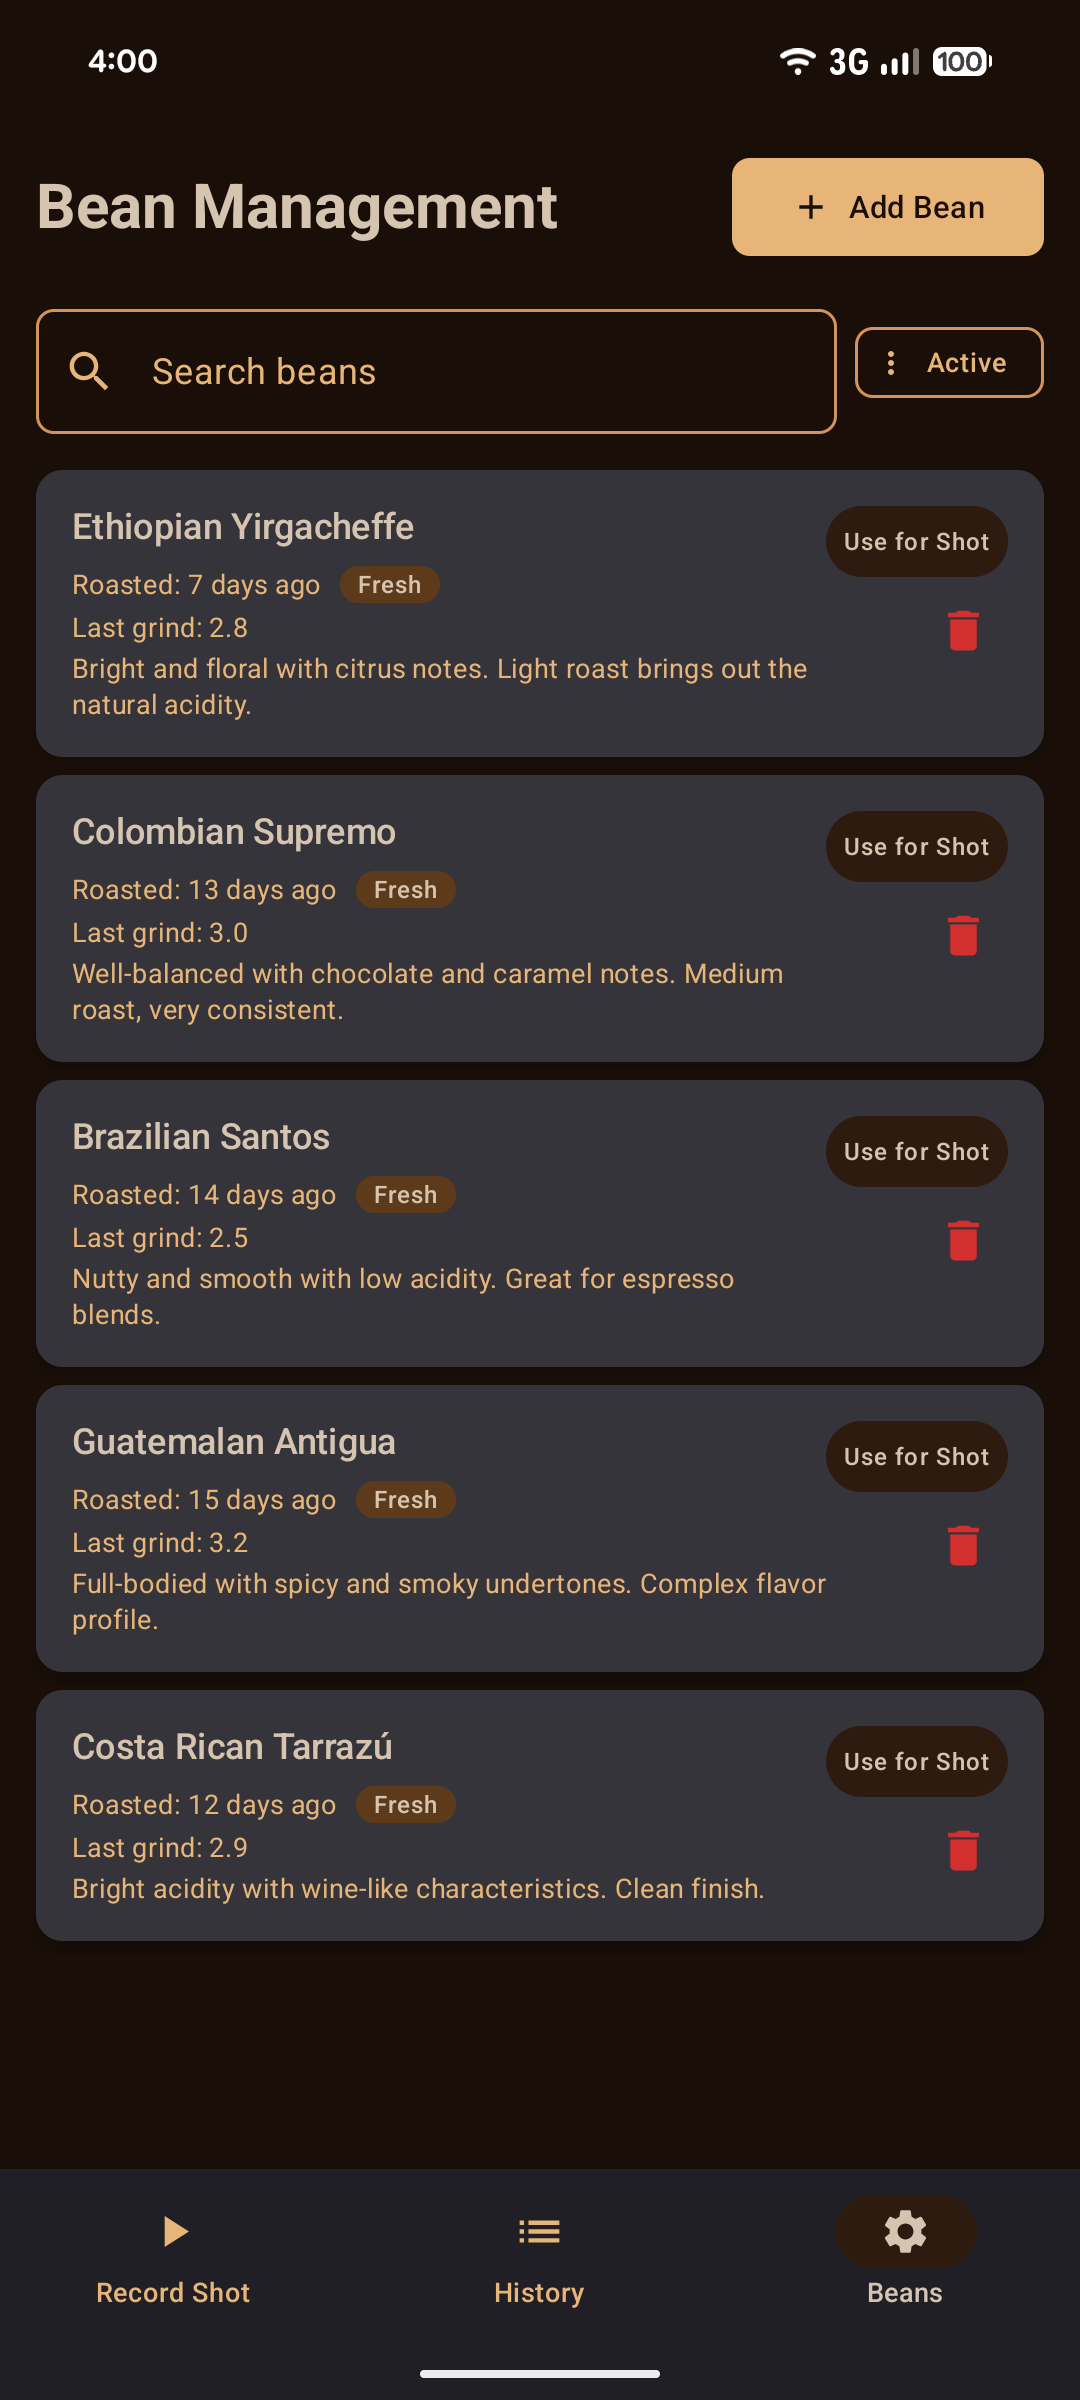 4:00
3G
100
Bean Management
Add Bean
Search beans
Active
Ethiopian Yirgacheffe
Use for Shot
Roasted: 7 days ago
Fresh
Last grind: 2.8
Bright and floral with citrus notes. Light roast brings out the
natural acidity.
Colombian Supremo
Use for Shot
Roasted: 13 days ago
Fresh
Last grind: 3.0
Well-balanced with chocolate and caramel notes. Medium
roast, very consistent.
Brazilian Santos
Use for Shot
Roasted: 14 days ago
Fresh
Last grind: 2.5
Nutty and smooth with low acidity. Great for espresso
blends.
Guatemalan Antigua
Use for Shot
Roasted: 15 days ago
Fresh
Last grind: 3.2
Full-bodied with spicy and smoky undertones. Complex flavor
profile.
Costa Rican Tarrazú
Use for Shot
Roasted: 12 days ago
Fresh
Last grind: 2.9
Bright acidity with wine-like characteristics. Clean finish.
Record Shot
History
Beans